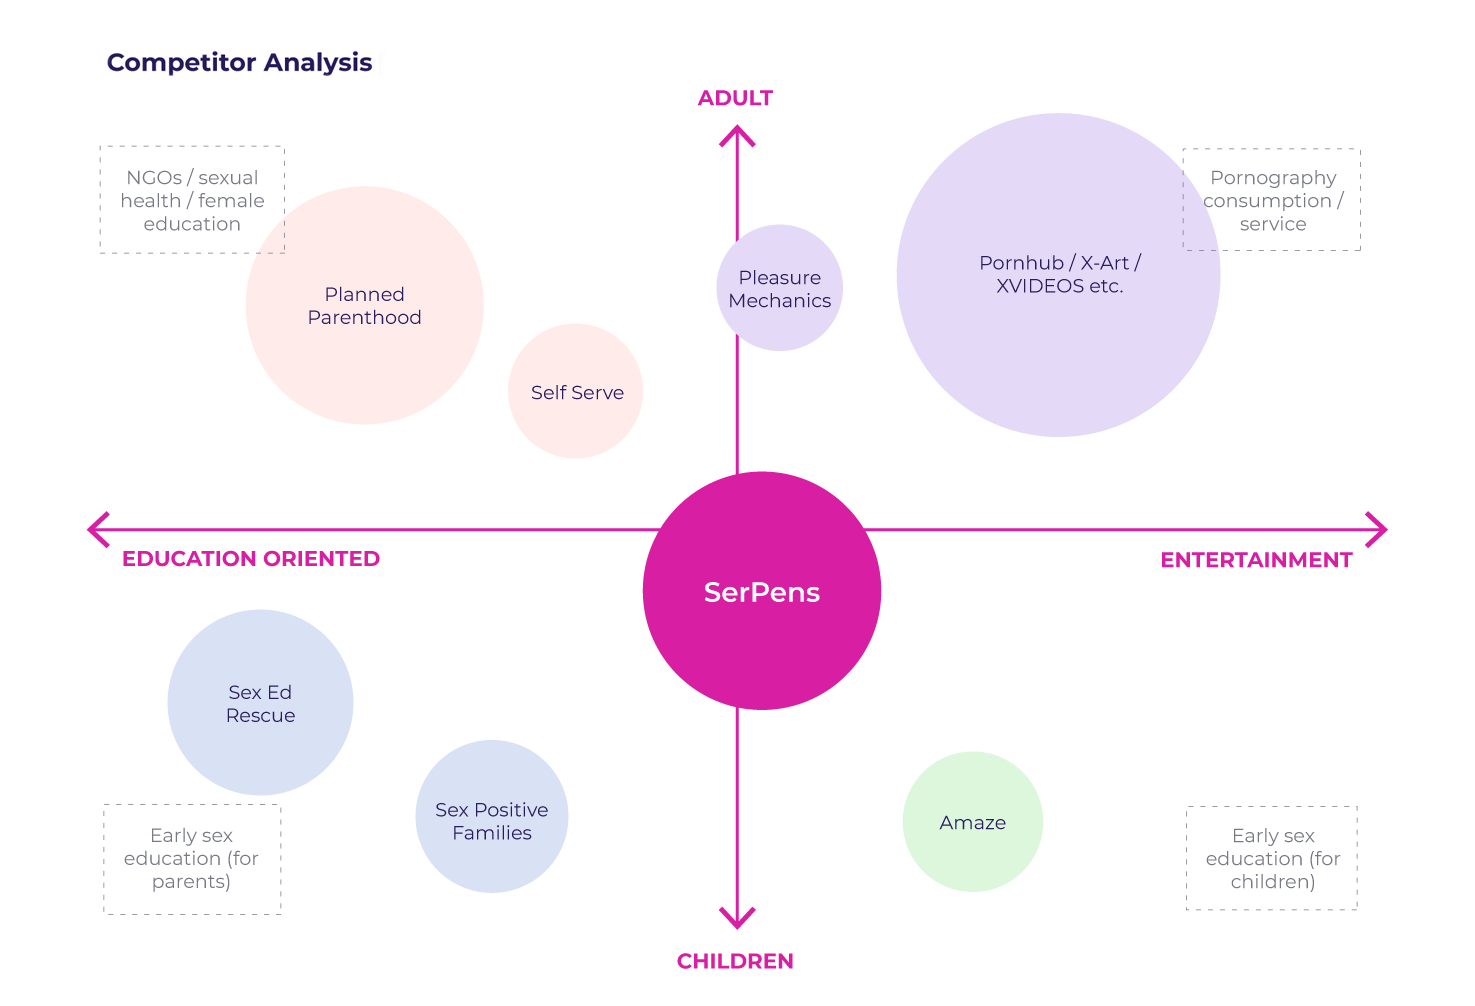 Competitor Analysis
ADULT
NGOs / sexual
health / female
education
Pornography
consumption /
service
Planned
Parenthood
Pleasure
Mechanics
Pornhub / X-Art /
XVIDEOS etc.
Self Serve
EDUCATION ORIENTED
ENTERTAINMENT
SerPens
Sex Ed
Rescue
Sex Positive
Families
Amaze
Early sex
education (for
parents)
Early sex
education (for
children)
CHILDREN